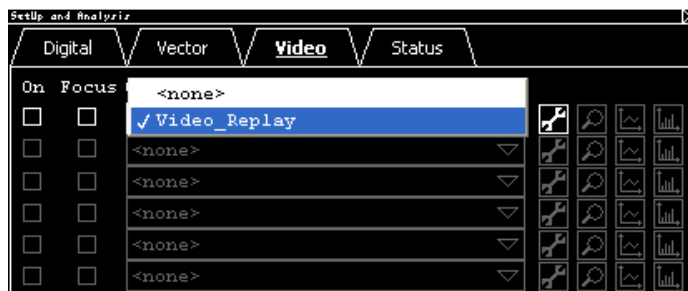 SetUp and Analysis
Digital Vector Video Status
On Focus
<none>
✓ Video_Replay
<none>
<none>
<none>
<none>
<none>